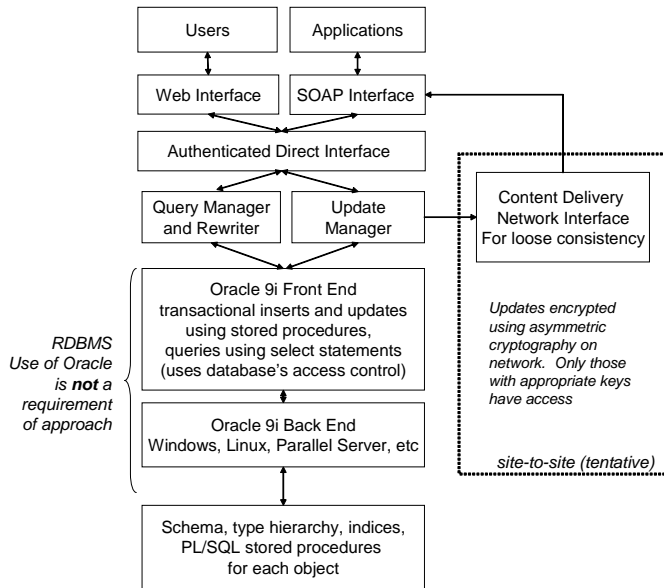 Users
Applications
Web Interface
SOAP Interface
Authenticated Direct Interface
Query Manager
and Rewriter
Update
Manager
Content Delivery
Network Interface
For loose consistency
Oracle 9i Front End
transactional inserts and updates
using stored procedures,
queries using select statements
(uses database's access control)
Updates encrypted
using asymmetric
cryptography on
network. Only those
with appropriate keys
have access
RDBMS
Use of Oracle
is not a
requirement
of approach
Oracle 9i Back End
Windows, Linux, Parallel Server, etc
site-to-site (tentative)
Schema, type hierarchy, indices,
PL/SQL stored procedures
for each object